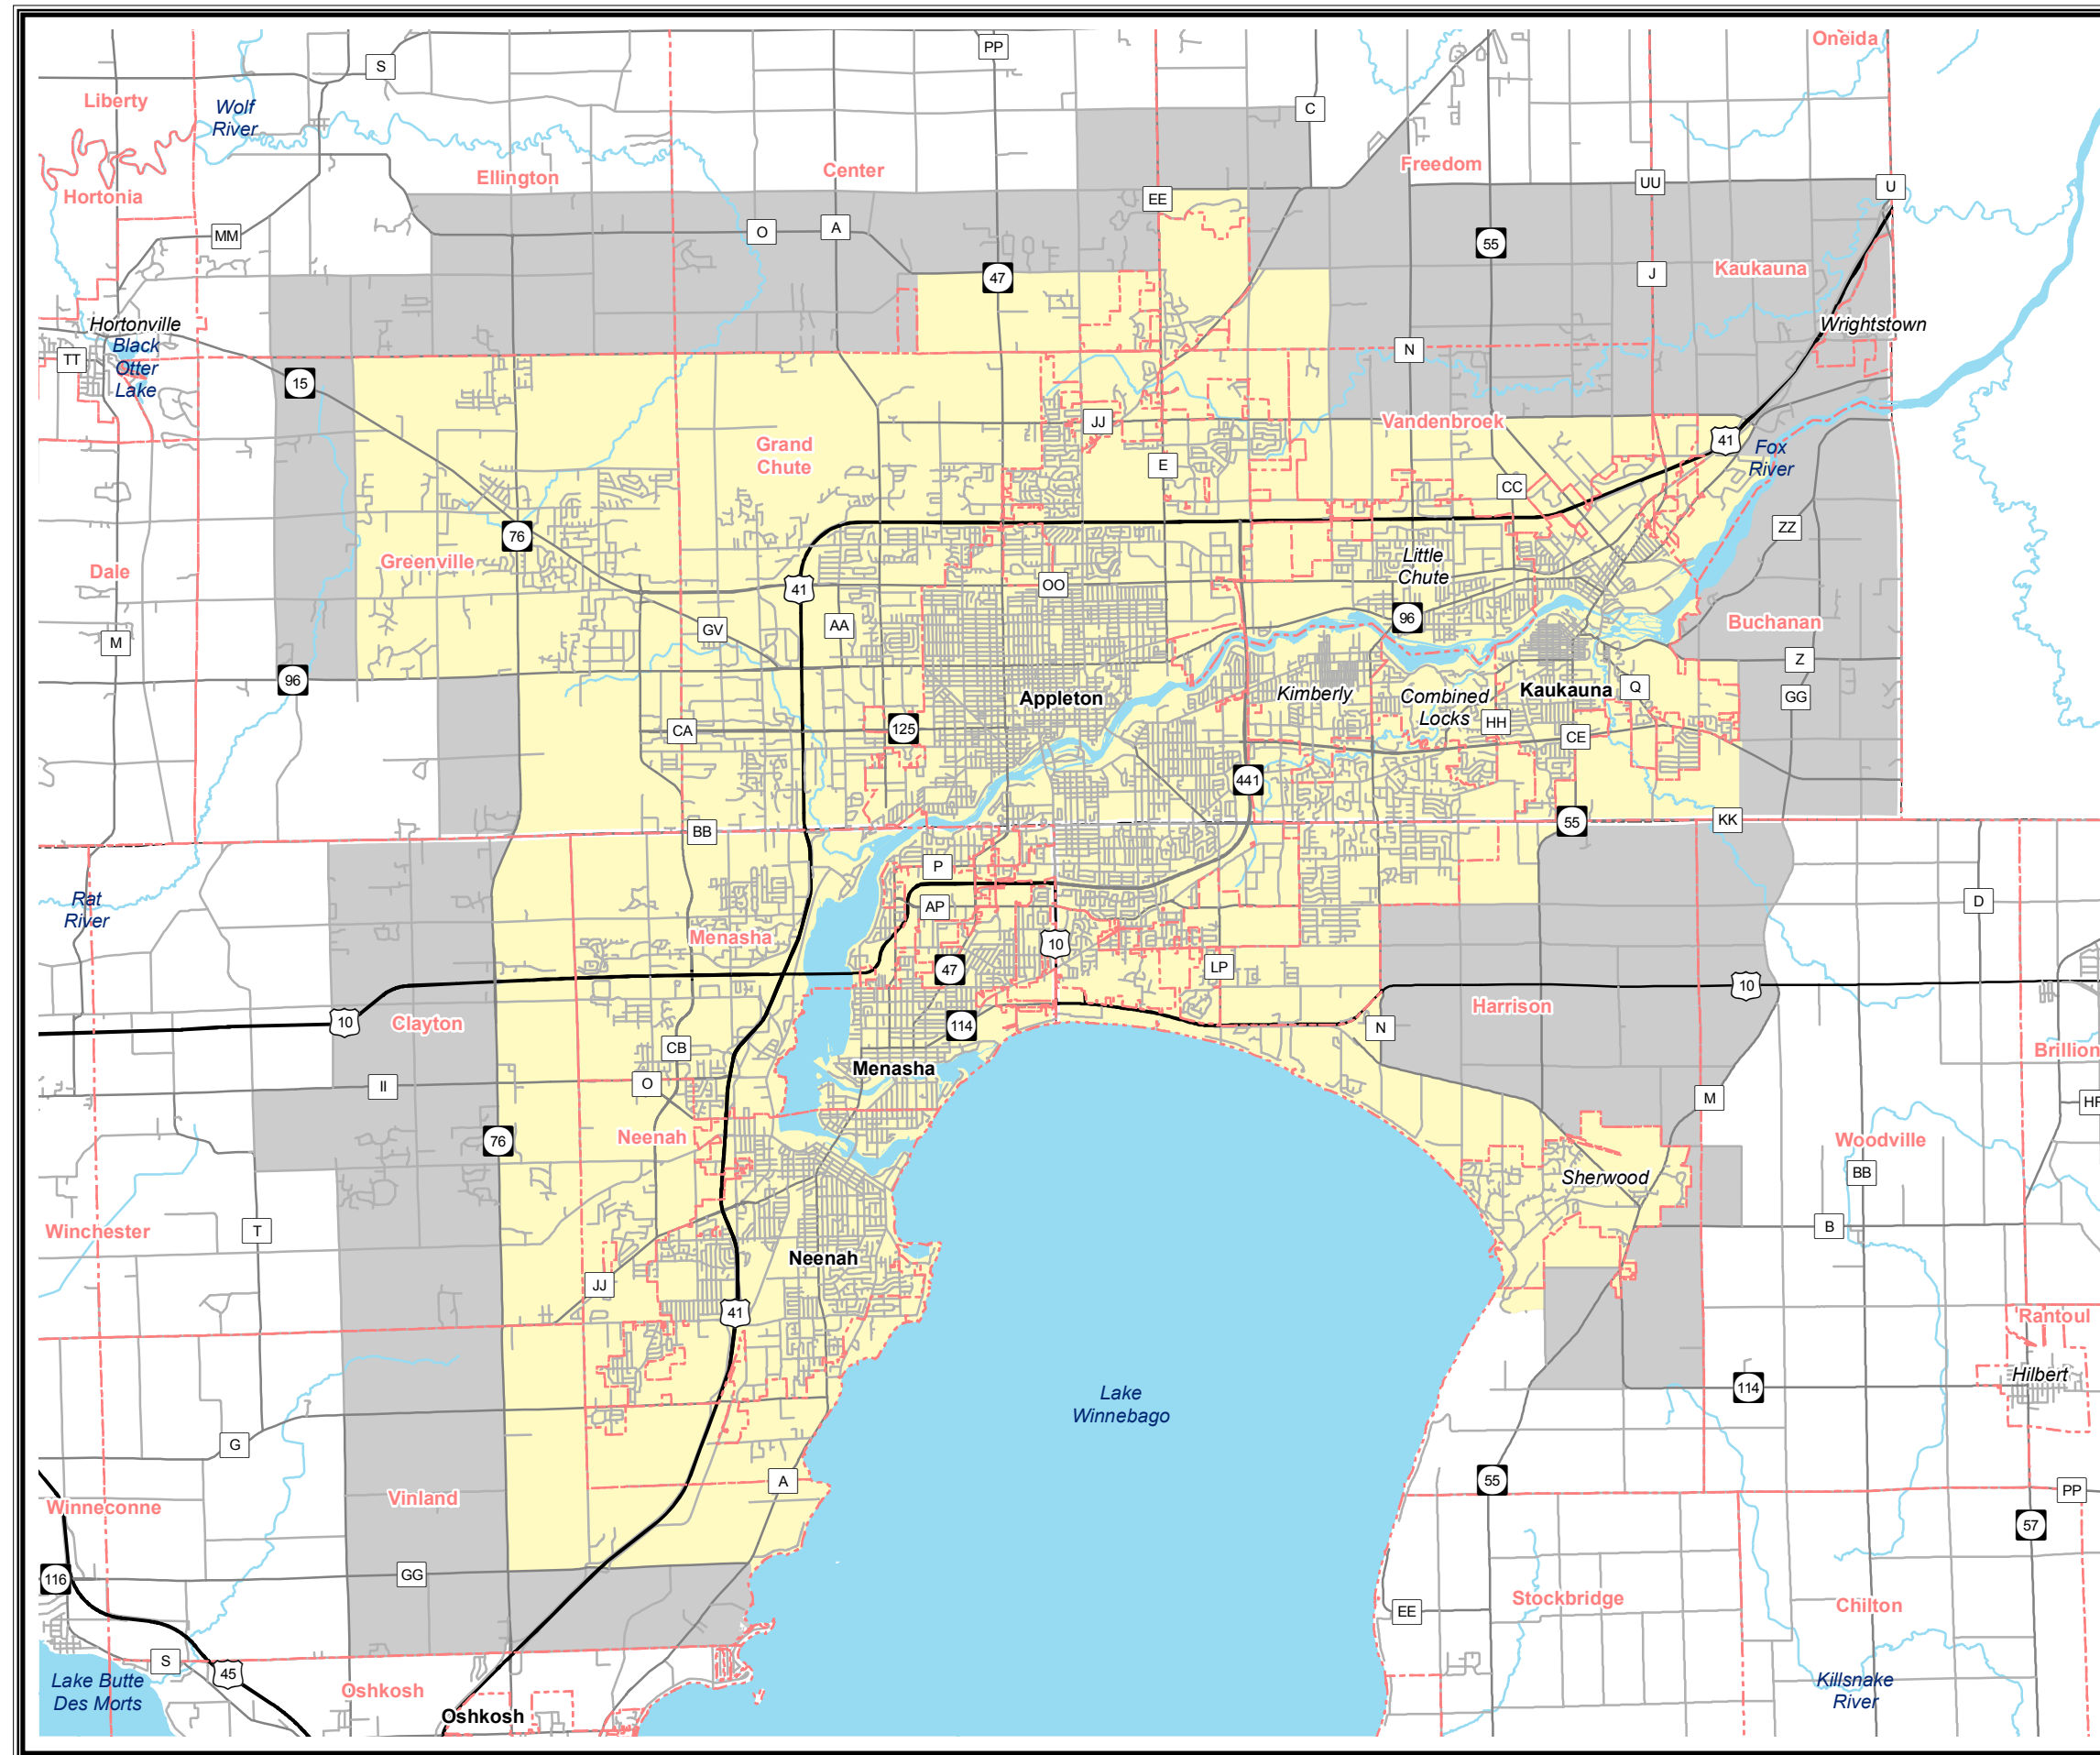 Oneida
PP
S
Liberty
Wolf
River
C
Freedom
Center
Ellington
UU
U
Hortonia
EE
MM
O
A
55
47
J
Kaukauna
Hortonville
Wrightstown
Black
Otter
Lake
TT
N
15
JJ
Vandenbroek
Grand
Chute
41
Fox
River
E
CC
76
ZZ
Greenville
Dale
Little
Chute
41
OO
96
AA
GV
Buchanan
M
Z
96
Appleton
Kimberly
Combined
Locks
Kaukauna
Q
GG
HH
125
CA
CE
441
55
KK
BB
P
Rat
River
AP
D
Menasha
10
47
LP
10
Harrison
10
Clayton
114
N
CB
Brillion
Menasha
II
O
M
HR
Neenah
76
Woodville
BB
Sherwood
Winchester
T
B
Neenah
JJ
41
Rantoul
Hilbert
114
Lake
Winnebago
G
A
55
PP
Winneconne
Vinland
57
116
GG
Stockbridge
EE
Chilton
S
45
Lake Butte
Des Morts
Oshkosh
Killsnake
River
Oshkosh